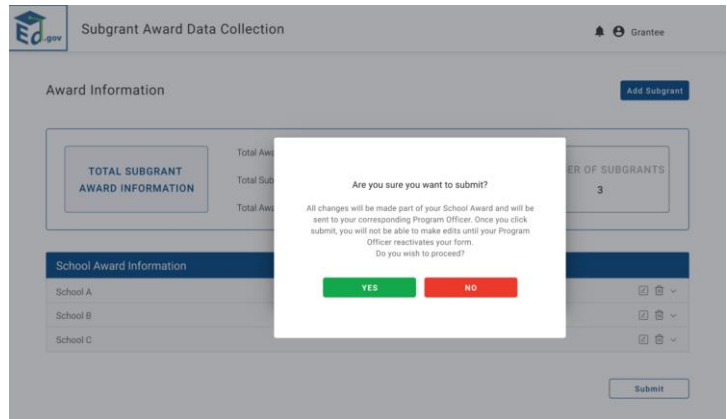 Ed.gov
Subgrant Award Data Collection
Grantee
Award Information
Add Subgrant
TOTAL SUBGRANT
AWARD INFORMATION
Total
Total
Total
OF SUBGRANTS
3
Are you sure you want to submit?
All changes will be made part of your School Award and will be
sent to your corresponding Program Officer. Once you click
submit, you will not be able to make edits until your Program
Officer reactivates your form.
Do you wish to proceed?
YES
NO
School Award Information
School A
School B
School C
Submit